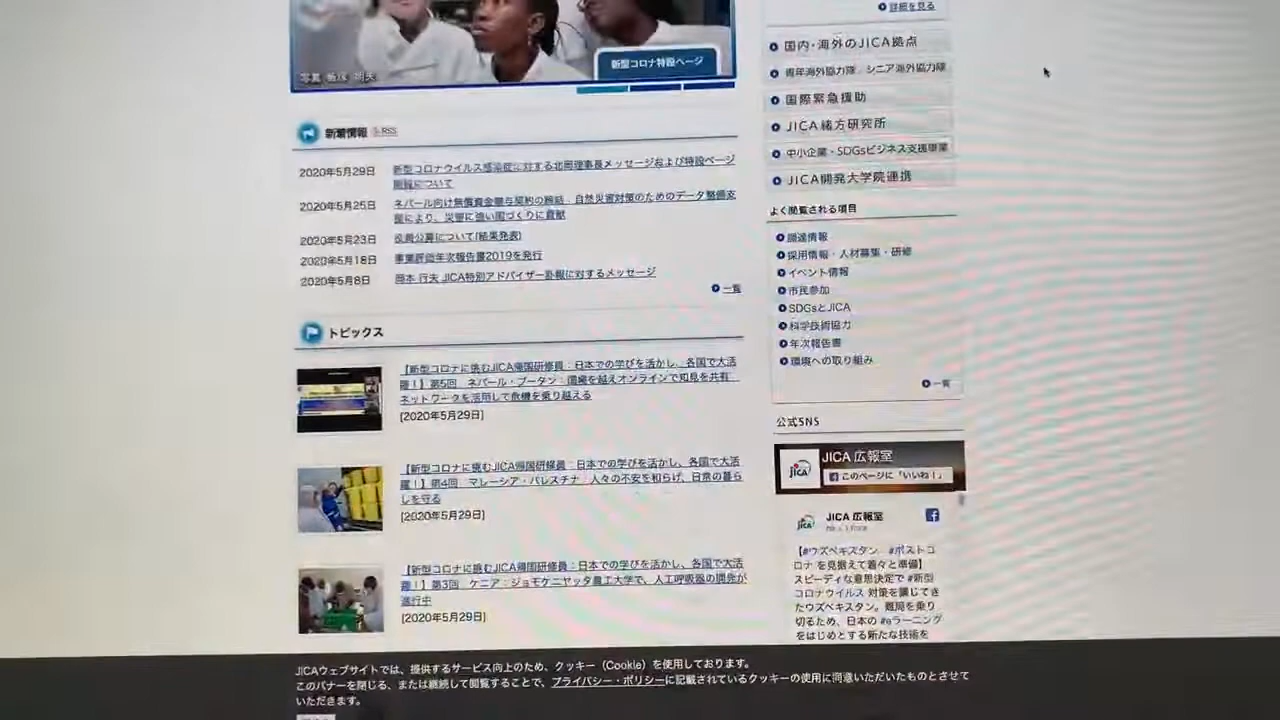 写真：飯塚 明夫
新型コロナ特設ページ
新着情報
RSS
2020年5月29日
新型コロナウイルス感染症に対する北岡理事長メッセージおよび特設ページ
開設について
2020年5月25日
ネパール向け無償資金贈与契約の締結：自然災害対策のためのデータ整備支
援により、災害に強い国づくりに貢献
2020年5月23日
役員公募について(結果発表)
2020年5月18日
事業評価年次報告書2019を発行
2020年5月8日
岡本 行夫 JICA特別アドバイザー訃報に対するメッセージ
一覧
トピックス
【新型コロナに挑むJICA帰国研修員：日本での学びを活かし、各国で大活
躍！】第5回 ネパール・ブータン：国境を越えオンラインで知見を共有
ネットワークを活用して危機を乗り越える
[2020年5月29日]
【新型コロナに挑むJICA帰国研修員：日本での学びを活かし、各国で大活
躍！】第4回 マレーシア・パレスチナ：人々の不安を和らげ、日常の暮ら
しを守る
[2020年5月29日]
【新型コロナに挑むJICA帰国研修員：日本での学びを活かし、各国で大活
躍！】第3回 ケニア：ジョモケニヤッタ農工大学で、人工呼吸器の開発が
進行中
[2020年5月29日]
詳細を見る
国内・海外のJICA拠点
青年海外協力隊、シニア海外協力隊
国際緊急援助
JICA緒方研究所
中小企業・SDGsビジネス支援事業
JICA開発大学院連携
よく閲覧される項目
調達情報
採用情報・人材募集・研修
イベント情報
市民参加
SDGsとJICA
科学技術協力
年次報告書
環境への取り組み
一覧
公式SNS
JICA 広報室
このページに「いいね！」
JICA 広報室
【#ウズベキスタン #ポストコ
ロナ を見据えて着々と準備】
スピーディな意思決定で #新型
コロナウイルス 対策を講じてき
たウズベキスタン。難局を乗り
切るため、日本の #eラーニング
をはじめとする新たな技術を
JICAウェブサイトでは、提供するサービス向上のため、クッキー（Cookie）を使用しております。
このバナーを閉じる、または継続して閲覧することで、プライバシー・ポリシーに記載されているクッキーの使用に同意いただいたものとさせて
いただきます。